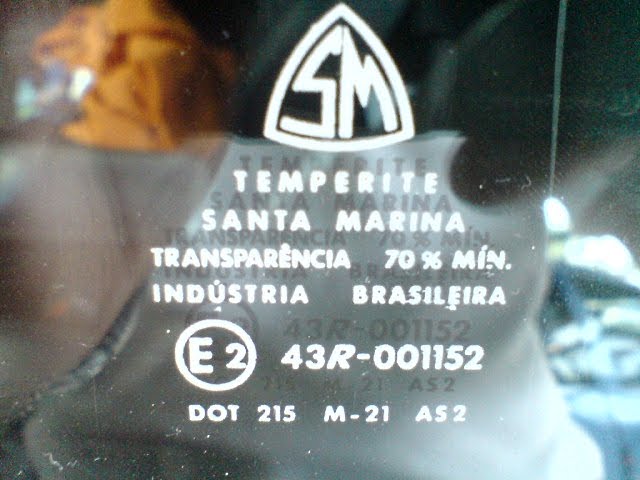 SM
TEMPERITE
SANTA MARINA
TRANSPARÊNCIA 70% MÍN.
INDÚSTRIA BRASILEIRA
E2 43R-001152
DOT 215 M-21 AS2